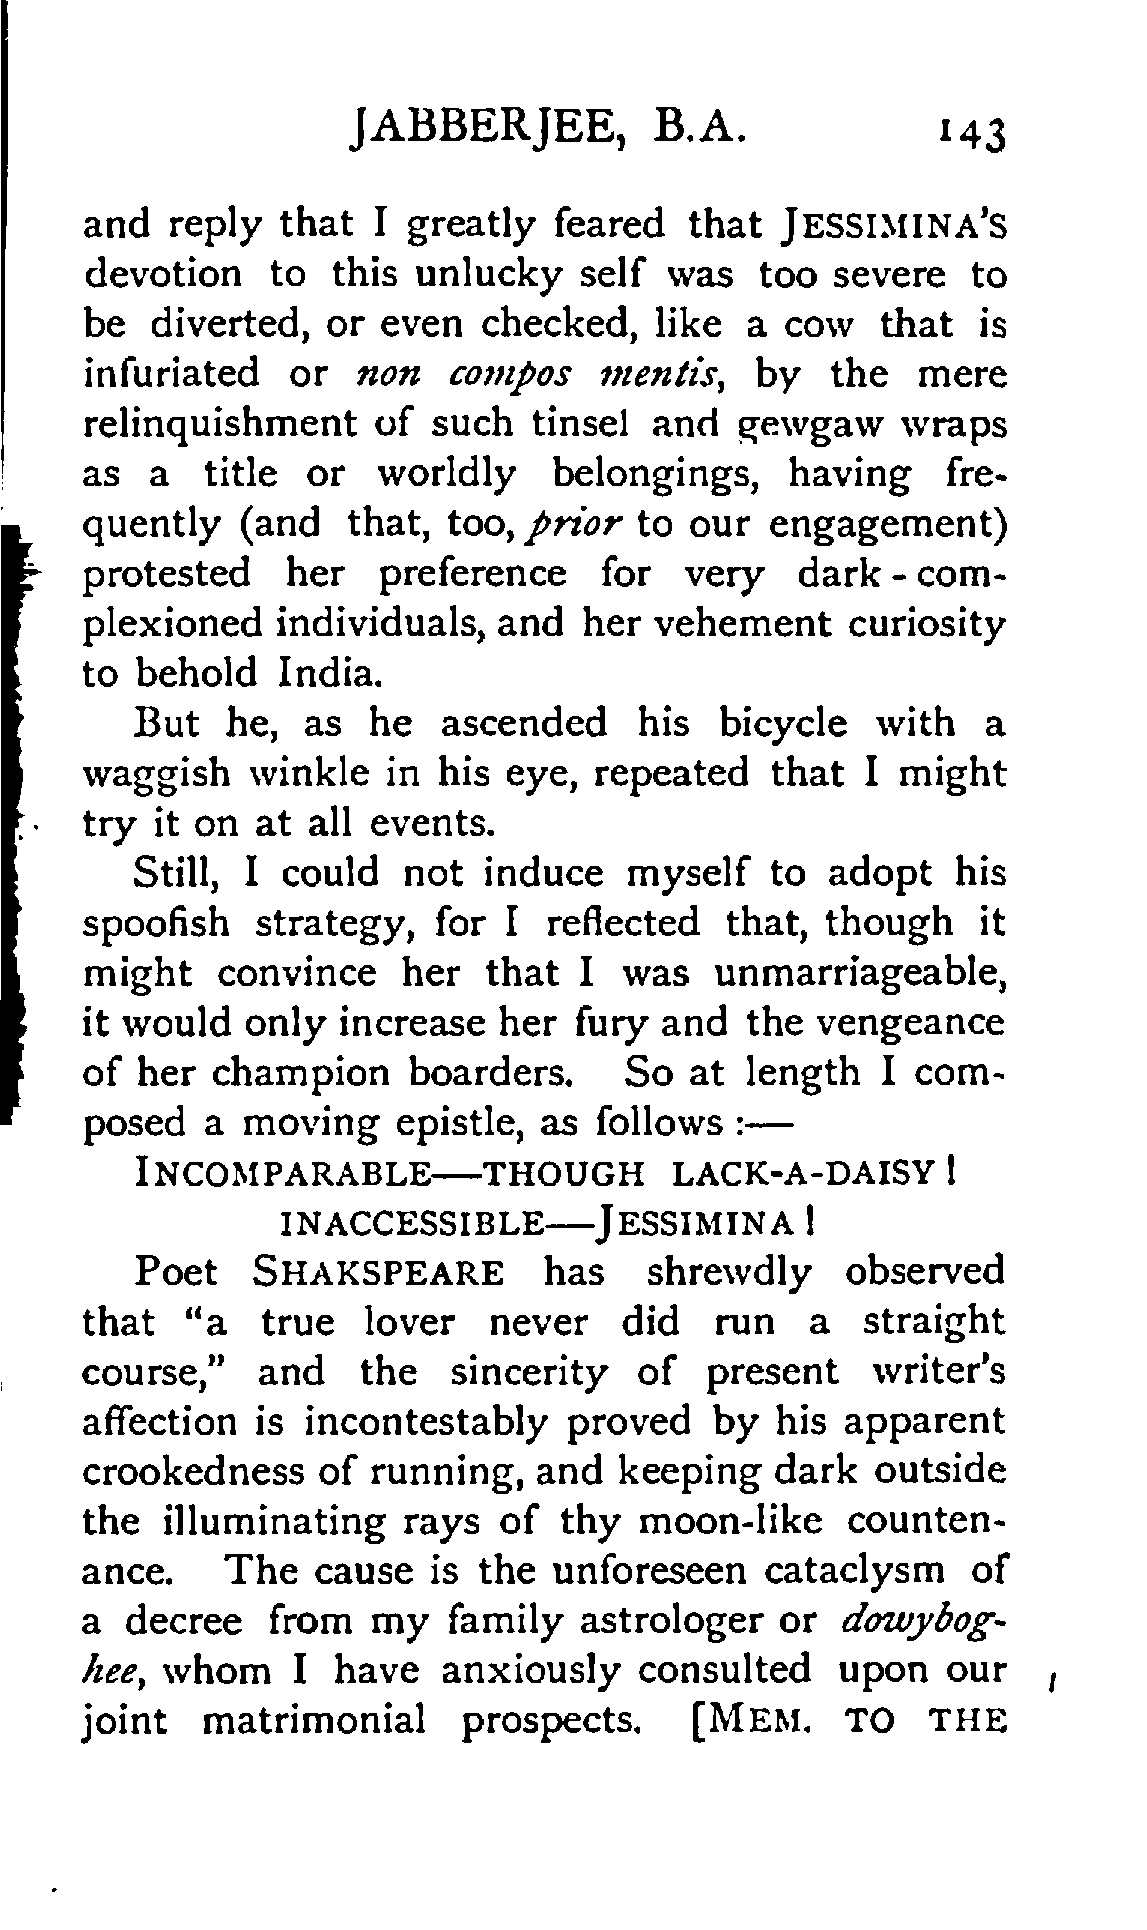 JABBERJEE, B.A. 143
and reply that I greatly feared that JESSIMINA'S
devotion to this unlucky self was too severe to
be diverted, or even checked, like a cow that is
infuriated or non compos mentis, by the mere
relinquishment of such tinsel and gewgaw wraps
as a title or worldly belongings, having fre-
quently (and that, too, prior to our engagement)
protested her preference for very dark-com-
plexioned individuals, and her vehement curiosity
to behold India.
But he, as he ascended his bicycle with a
waggish winkle in his eye, repeated that I might
try it on at all events.
Still, I could not induce myself to adopt his
spoofish strategy, for I reflected that, though it
might convince her that I was unmarriageable,
it would only increase her fury and the vengeance
of her champion boarders. So at length I com-
posed a moving epistle, as follows :—
INCOMPARABLE—THOUGH LACK-A-DAISY!
INACCESSIBLE—JESSIMINA!
Poet SHAKSPEARE has shrewdly observed
that "a true lover never did run a straight
course," and the sincerity of present writer's
affection is incontestably proved by his apparent
crookedness of running, and keeping dark outside
the illuminating rays of thy moon-like counten-
ance. The cause is the unforeseen cataclysm of
a decree from my family astrologer or dowybog-
hee, whom I have anxiously consulted upon our
joint matrimonial prospects. [MEM. TO THE